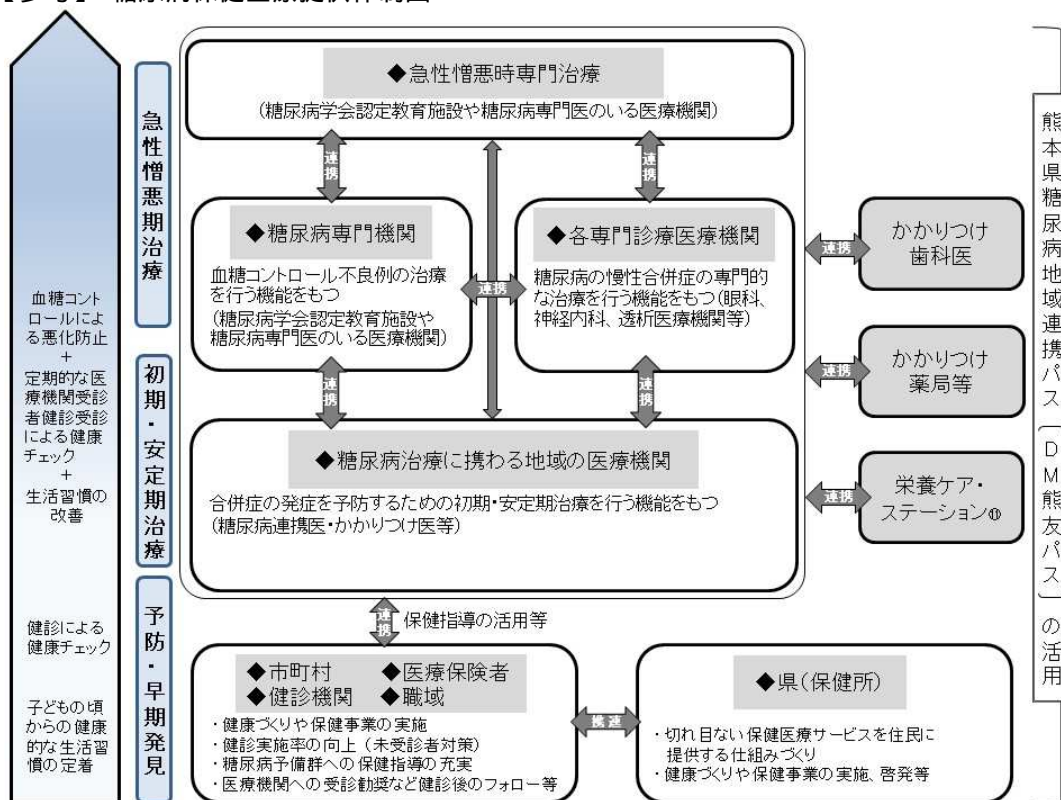 ◆急性憎悪時専門治療
(糖尿病学会認定教育施設や糖尿病専門医のいる医療機関)
急性憎悪期治療
連携
連携
◆糖尿病専門機関
血糖コントロール不良例の治療
を行う機能をもつ
(糖尿病学会認定教育施設や
糖尿病専門医のいる医療機関)
連携
◆各専門診療医療機関
糖尿病の慢性合併症の専門的
な治療を行う機能をもつ(眼科、
神経内科、透析医療機関等)
連携
かかりつけ
歯科医
連携
かかりつけ
薬局等
連携
栄養ケア・
ステーション⑪
初期・安定期治療
連携
連携
◆糖尿病治療に携わる地域の医療機関
合併症の発症を予防するための初期・安定期治療を行う機能をもつ
(糖尿病連携医・かかりつけ医等)
連携
保健指導の活用等
予防・早期発見
◆市町村 ◆医療保険者
◆健診機関 ◆職域
・健康づくりや保健事業の実施
・健診実施率の向上(未受診者対策)
・糖尿病予備群への保健指導の充実
・医療機関への受診勧奨など健診後のフォロー等
携連
◆県(保健所)
・切れ目ない保健医療サービスを住民に
提供する仕組みづくり
・健康づくりや保健事業の実施、啓発等
血糖コント
ロールによ
る悪化防止
+
定期的な医
療機関受診
者健診受診
による健康
チェック
+
生活習慣の
改善
健診による
健康チェック
子どもの頃
からの健康
的な生活習
慣の定着
熊本県糖尿病地域連携パス
[DM熊友パス]
の活用